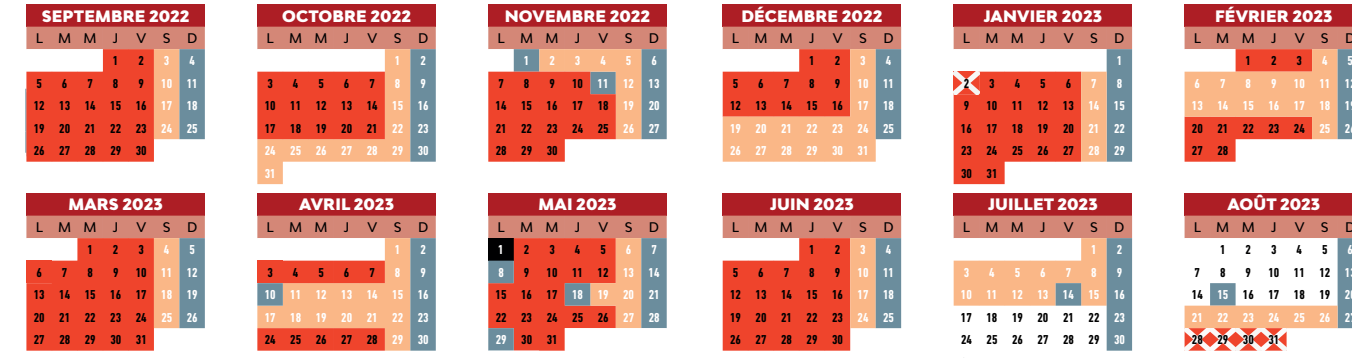 SEPTEMBRE 2022
L M M J V S D
1 2 3 4
5 6 7 8 9 10 11
12 13 14 15 16 17 18
19 20 21 22 23 24 25
26 27 28 29 30
OCTOBRE 2022
L M M J V S D
1 2
3 4 5 6 7 8 9
10 11 12 13 14 15 16
17 18 19 20 21 22 23
24 25 26 27 28 29 30
31
NOVEMBRE 2022
L M M J V S D
1 2 3 4 5 6
7 8 9 10 11 12 13
14 15 16 17 18 19 20
21 22 23 24 25 26 27
28 29 30
DÉCEMBRE 2022
L M M J V S D
1 2 3 4
5 6 7 8 9 10 11
12 13 14 15 16 17 18
19 20 21 22 23 24 25
26 27 28 29 30 31
JANVIER 2023
L M M J V S D
1
2 3 4 5 6 7 8
9 10 11 12 13 14 15
16 17 18 19 20 21 22
23 24 25 26 27 28 29
30 31
FÉVRIER 2023
L M M J V S D
1 2 3 4 5
6 7 8 9 10 11 12
13 14 15 16 17 18 19
20 21 22 23 24 25 26
27 28
MARS 2023
L M M J V S D
1 2 3 4 5
6 7 8 9 10 11 12
13 14 15 16 17 18 19
20 21 22 23 24 25 26
27 28 29 30 31
AVRIL 2023
L M M J V S D
1 2
3 4 5 6 7 8 9
10 11 12 13 14 15 16
17 18 19 20 21 22 23
24 25 26 27 28 29 30
MAI 2023
L M M J V S D
1 2 3 4 5 6 7
8 9 10 11 12 13 14
15 16 17 18 19 20 21
22 23 24 25 26 27 28
29 30 31
JUIN 2023
L M M J V S D
1 2 3 4
5 6 7 8 9 10 11
12 13 14 15 16 17 18
19 20 21 22 23 24 25
26 27 28 29 30
JUILLET 2023
L M M J V S D
1 2
3 4 5 6 7 8 9
10 11 12 13 14 15 16
17 18 19 20 21 22 23
24 25 26 27 28 29 30
AOÛT 2023
L M M J V S D
1 2 3 4 5 6
7 8 9 10 11 12 13
14 15 16 17 18 19 20
21 22 23 24 25 26 27
28 29 30 31